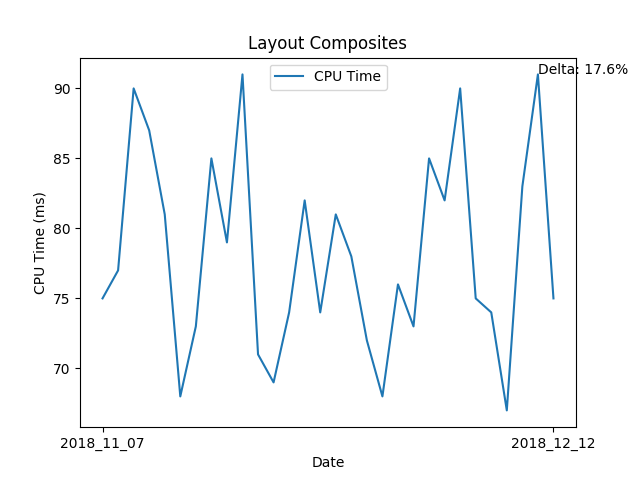 Layout Composites
Delta: 17.6%
CPU Time
90
85
80
75
70
CPU Time (ms)
2018_11_07
2018_12_12
Date